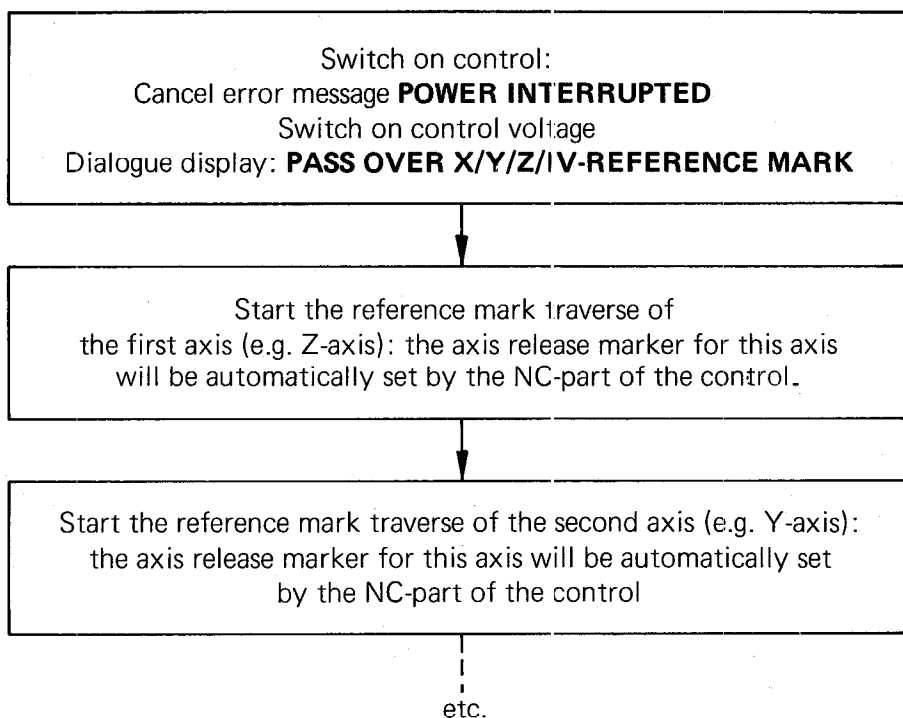 Switch on control:
Cancel error message POWER INTERRUPTED
Switch on control voltage
Dialogue display: PASS OVER X/Y/Z/IV-REFERENCE MARK
Start the reference mark traverse of
the first axis (e.g. Z-axis): the axis release marker for this axis
will be automatically set by the NC-part of the control.
Start the reference mark traverse of the second axis (e.g. Y-axis):
the axis release marker for this axis will be automatically set
by the NC-part of the control
etc.